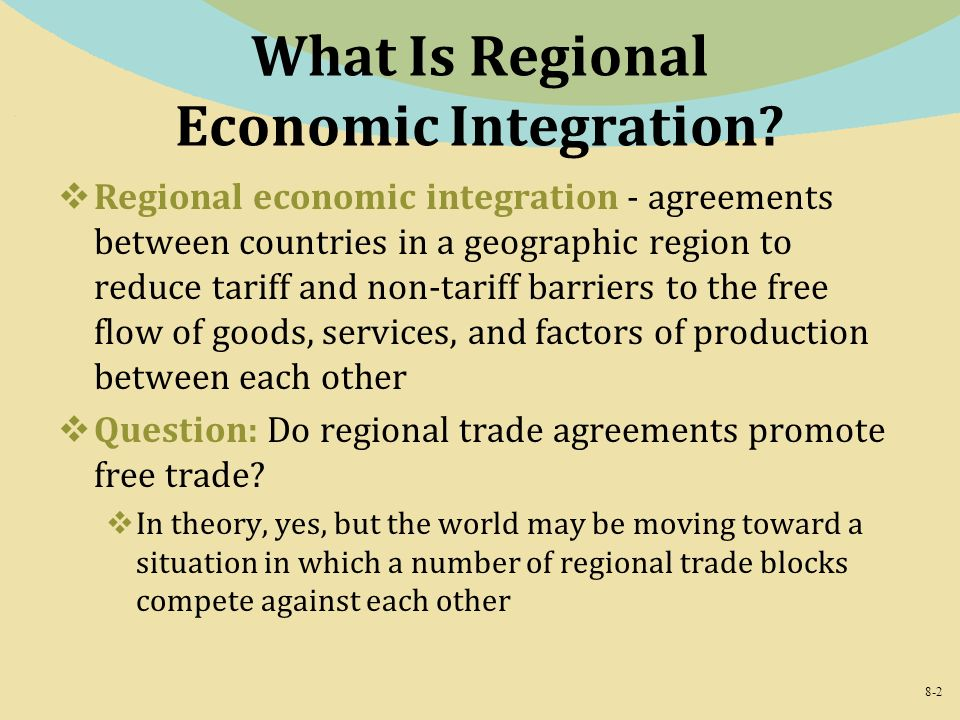 What Is Regional
Economic Integration?
❖ Regional economic integration - agreements
between countries in a geographic region to
reduce tariff and non-tariff barriers to the free
flow of goods, services, and factors of production
between each other
❖ Question: Do regional trade agreements promote
free trade?
❖ In theory, yes, but the world may be moving toward a
situation in which a number of regional trade blocks
compete against each other
8-2